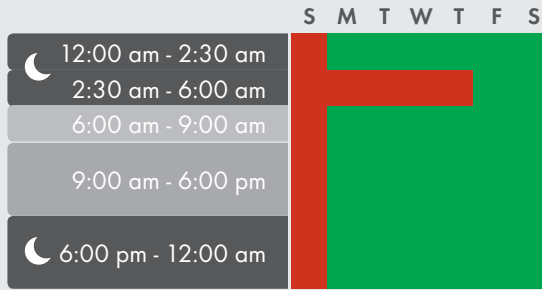 S M T W T F S
12:00 am - 2:30 am
2:30 am - 6:00 am
6:00 am - 9:00 am
9:00 am - 6:00 pm
6:00 pm - 12:00 am